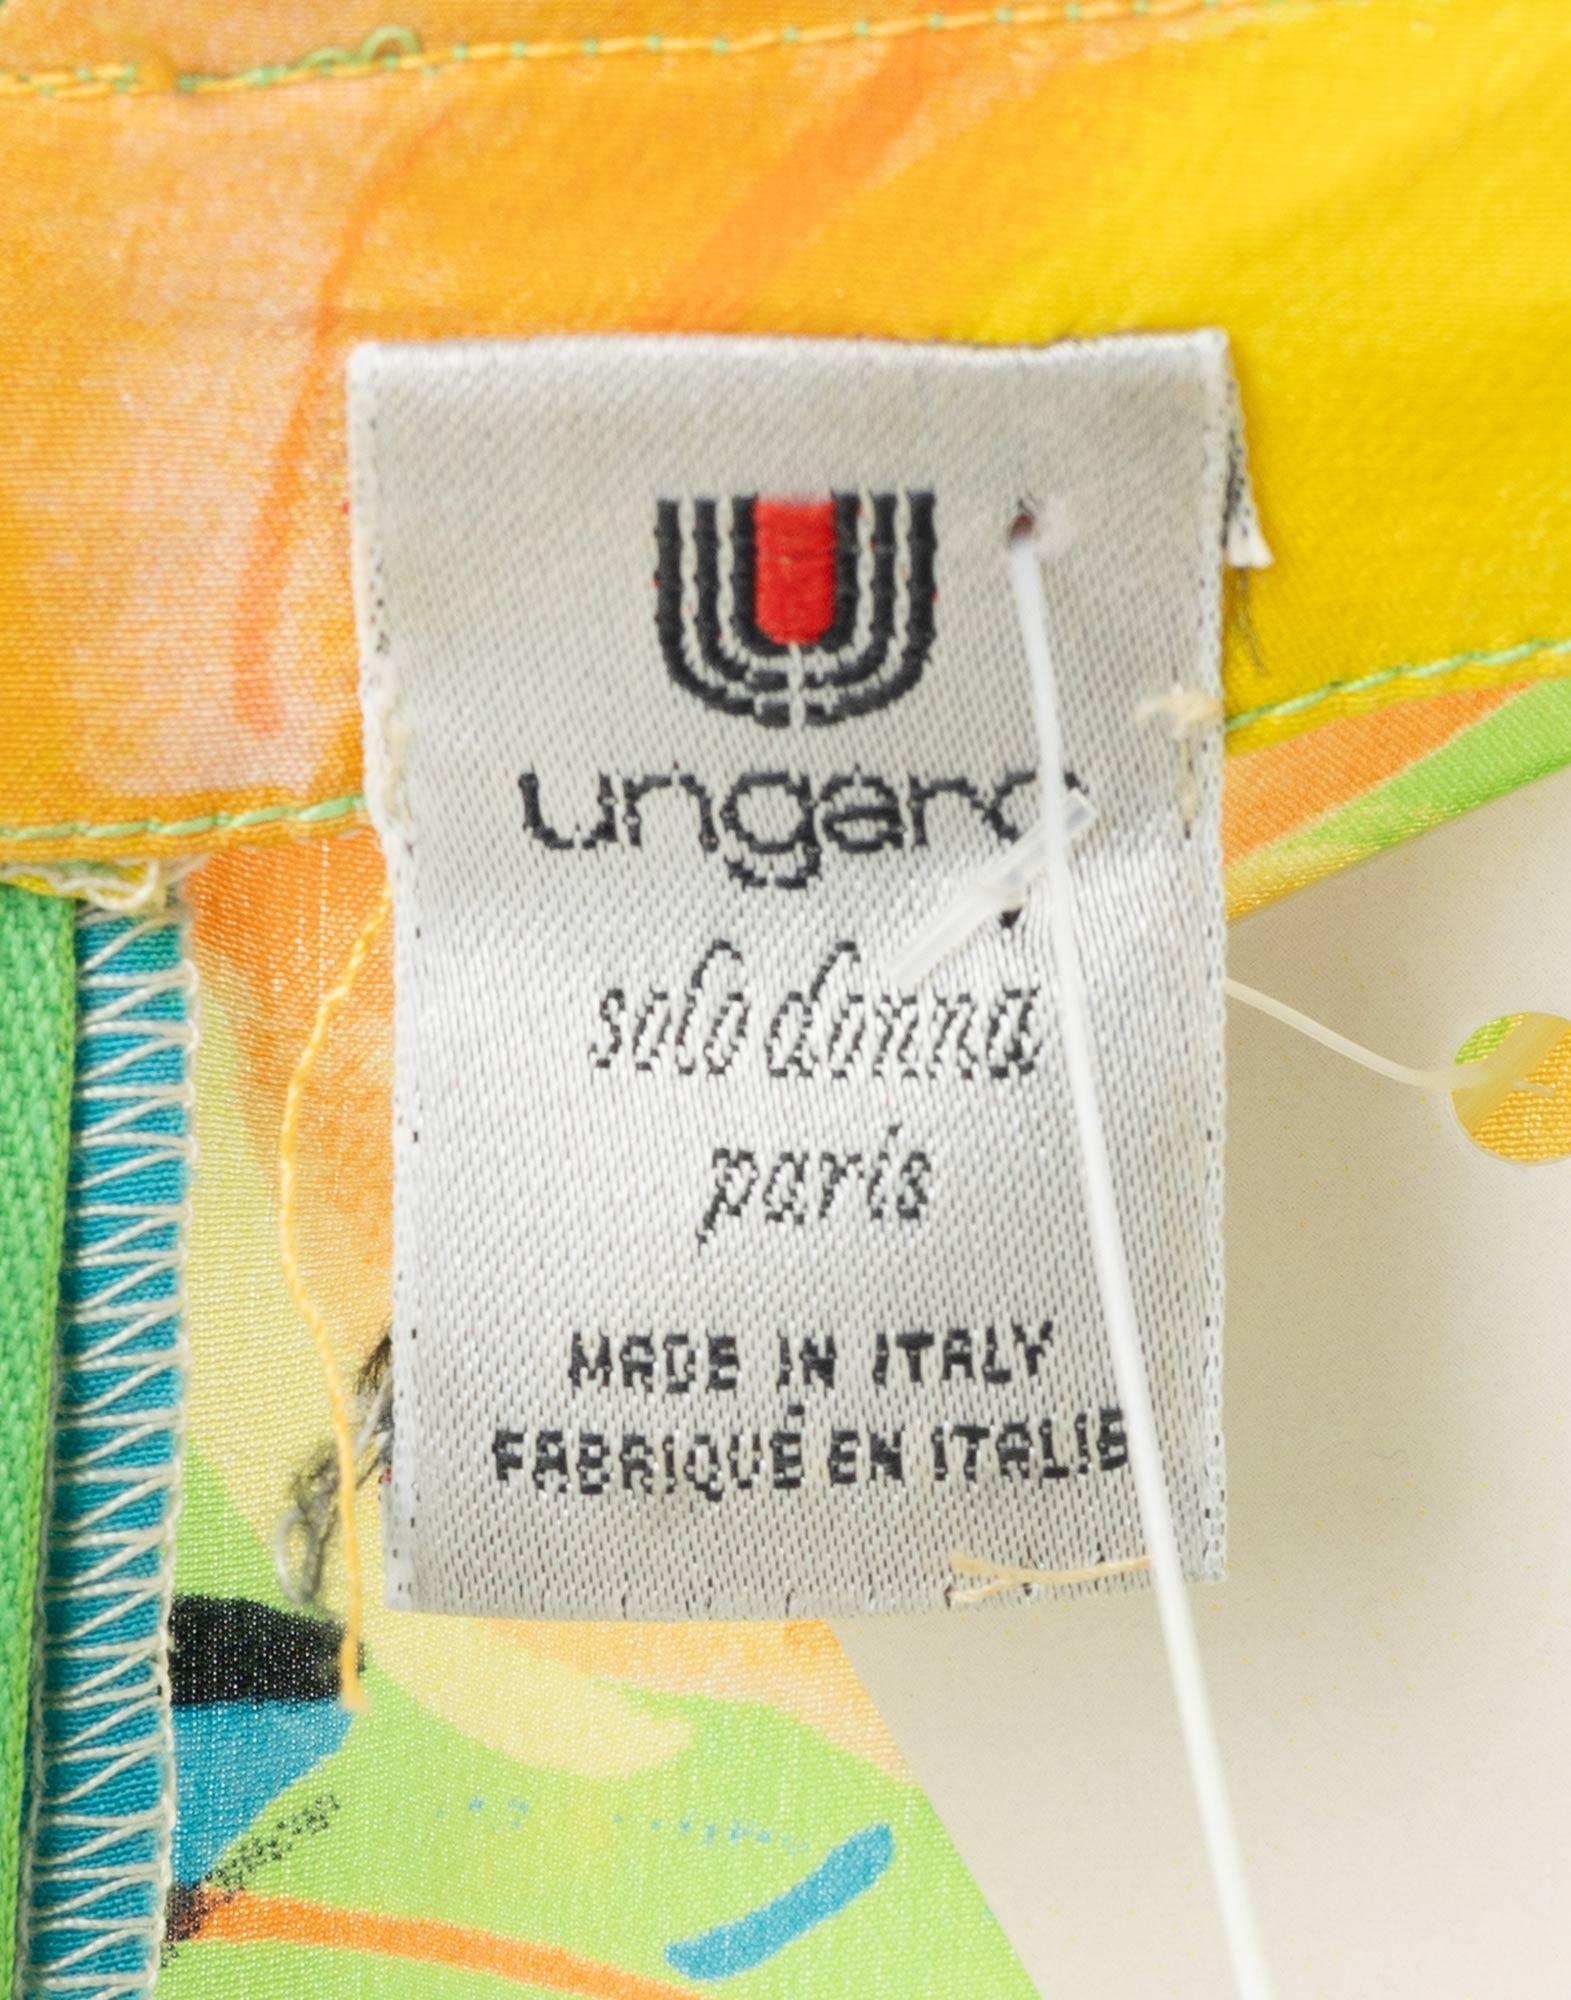 ungaro
solo donna
paris
MADE IN ITALY
FABRIQUÉ EN ITALIE